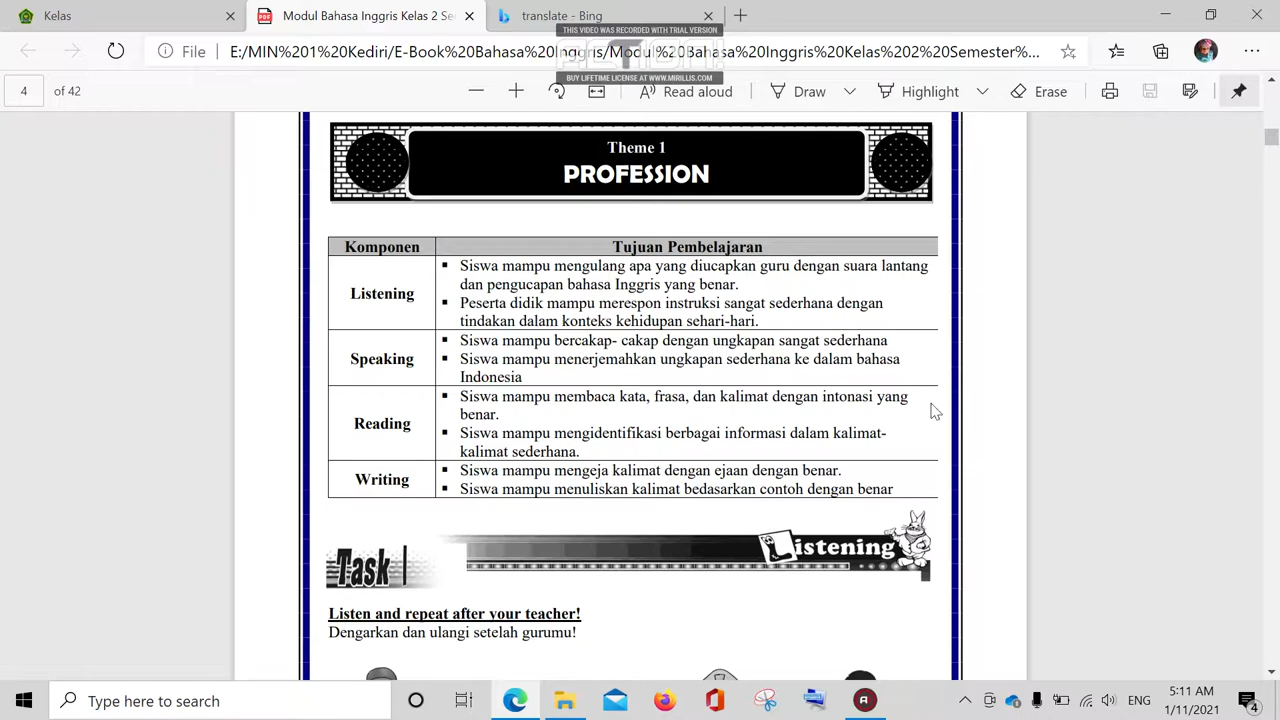 Kelas
Modul Bahasa Inggris Kelas 2 Se
translate - Bing
THIS VIDEO WAS RECORDED WITH TRIAL VERSION
BUY LIFETIME LICENSE AT WWW.MIRILLIS.COM
File
E:/MIN%201%20Kediri/E-Book%20Bahasa%20Inggris/Modul%20Bahasa%20Inggris%20Kelas%202%20Semester%...
4 of 42
Read aloud
Draw
Highlight
Erase
Theme 1
PROFESSION
Komponen Tujuan Pembelajaran
Listening
Siswa mampu mengulang apa yang diucapkan guru dengan suara lantang
dan pengucapan bahasa Inggris yang benar.
Peserta didik mampu merespon instruksi sangat sederhana dengan
tindakan dalam konteks kehidupan sehari-hari.
Speaking
Siswa mampu bercakap- cakap dengan ungkapan sangat sederhana
Siswa mampu menerjemahkan ungkapan sederhana ke dalam bahasa
Indonesia
Reading
Siswa mampu membaca kata, frasa, dan kalimat dengan intonasi yang
benar.
Siswa mampu mengidentifikasi berbagai informasi dalam kalimat-
kalimat sederhana.
Writing
Siswa mampu mengeja kalimat dengan ejaan dengan benar.
Siswa mampu menuliskan kalimat bedasarkan contoh dengan benar
Listening
Task
Listen and repeat after your teacher!
Dengarkan dan ulangi setelah gurumu!
Type here to search
ENG
5:11 AM
1/11/2021
4